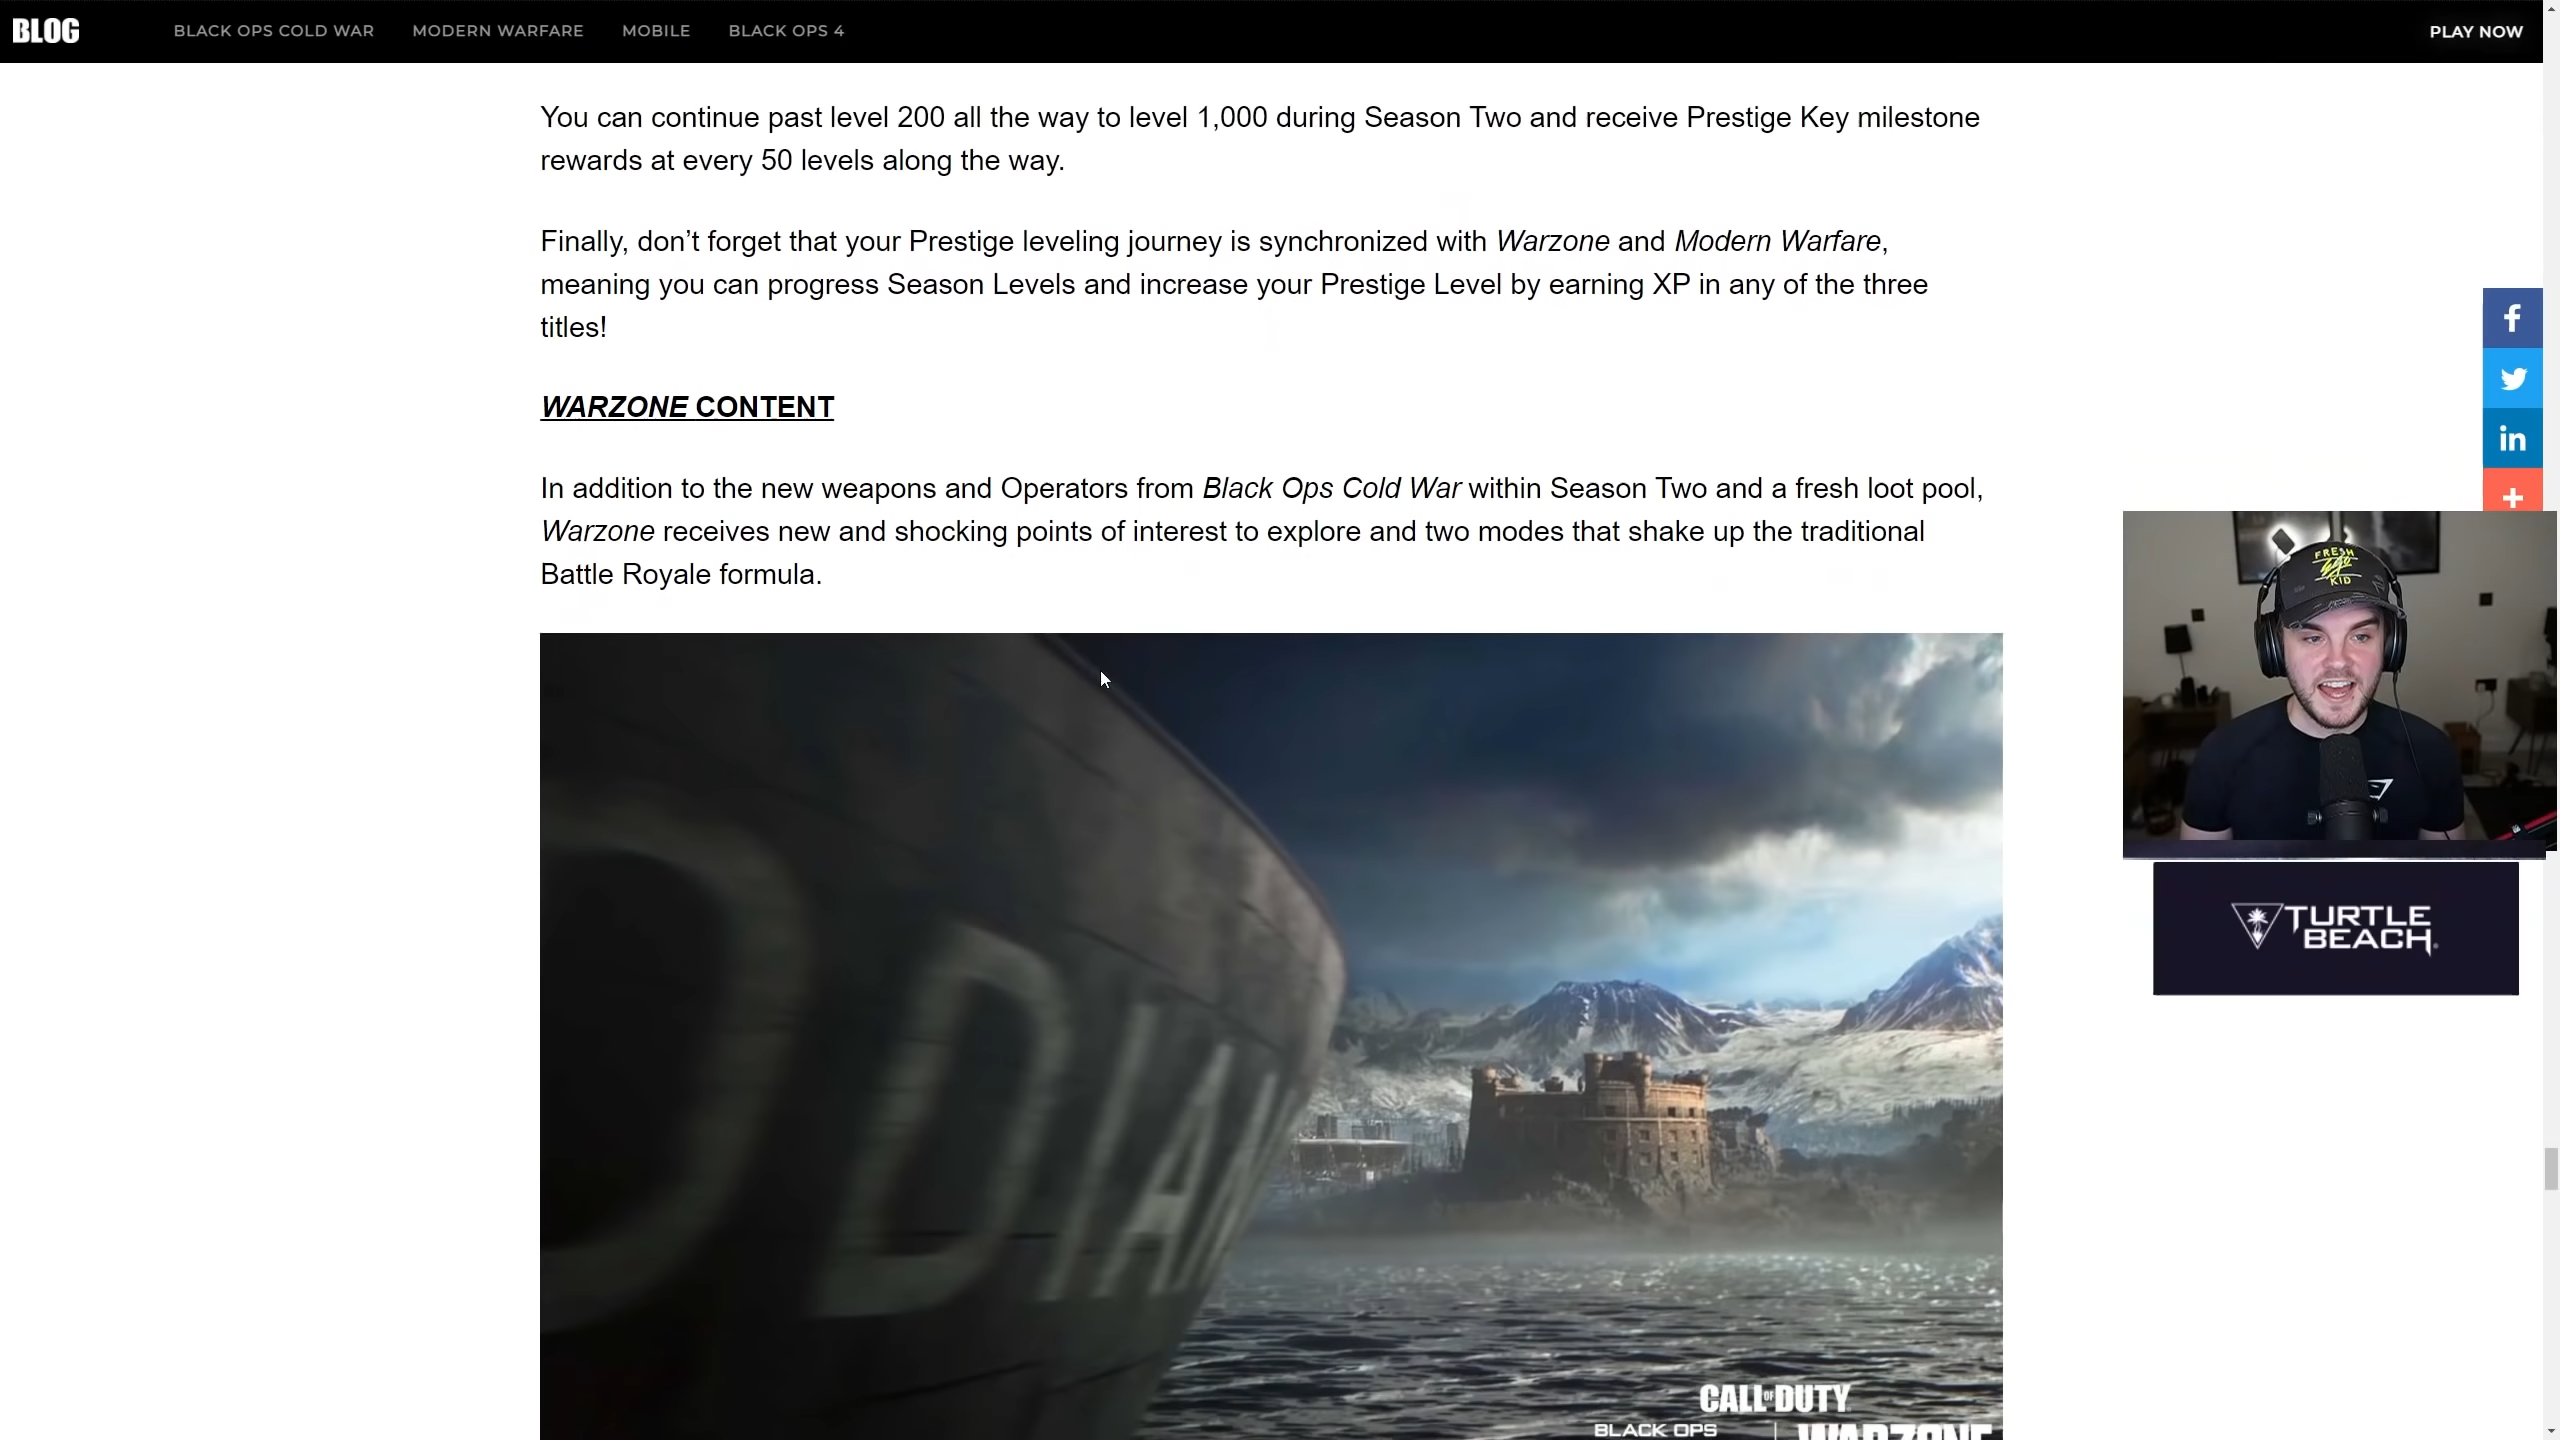 BLOG BLACK OPS COLD WAR MODERN WARFARE MOBILE BLACK OPS 4 PLAY NOW
You can continue past level 200 all the way to level 1,000 during Season Two and receive Prestige Key milestone
rewards at every 50 levels along the way.
Finally, don’t forget that your Prestige leveling journey is synchronized with Warzone and Modern Warfare,
meaning you can progress Season Levels and increase your Prestige Level by earning XP in any of the three
titles!
WARZONE CONTENT
In addition to the new weapons and Operators from Black Ops Cold War within Season Two and a fresh loot pool,
Warzone receives new and shocking points of interest to explore and two modes that shake up the traditional
Battle Royale formula.
f
in
+
FRESH
ego
KID
TURTLE
BEACH
DIAN
CALL OF DUTY
BLACK OPS
WARZONE